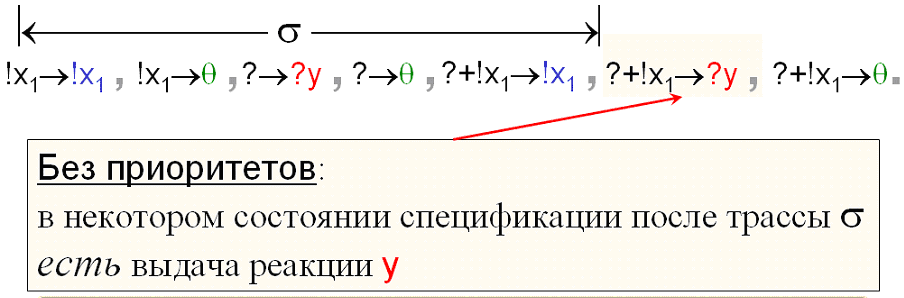 σ
!x₁→!x₁ , !x₁→θ , ?→?y , ?→θ , ?+!x₁→!x₁ , ?+!x₁→?y , ?+!x₁→θ.
Без приоритетов:
в некотором состоянии спецификации после трассы σ
есть выдача реакции y